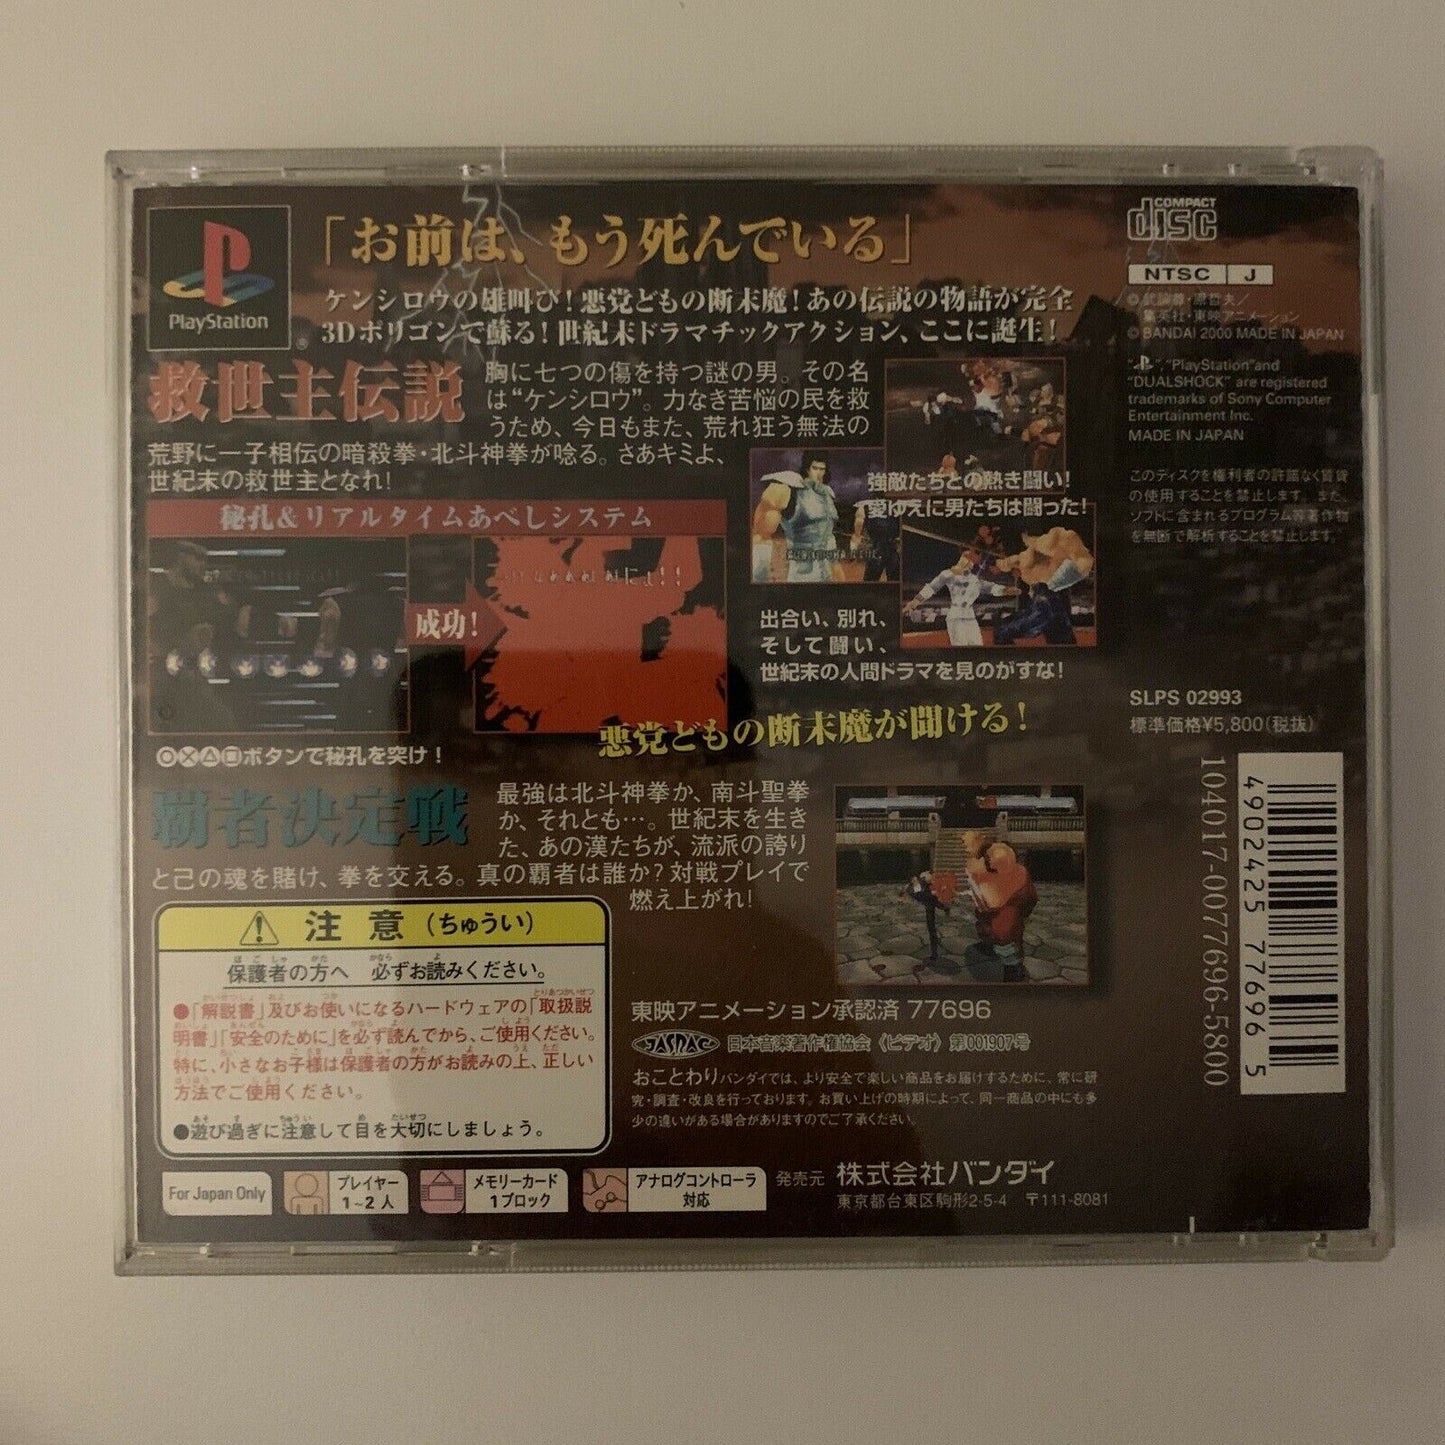 PlayStation
®
「お前は、もう死んでいる」
ケンシロウの雄叫び!悪党どもの断末魔!あの伝説の物語が完全
3Dポリゴンで蘇る!世紀末ドラマチックアクション、ここに誕生!
救世主伝説
胸に七つの傷を持つ謎の男。その名
は“ケンシロウ”。力なき苦悩の民を救
うため、今日もまた、荒れ狂う無法の
荒野に一子相伝の暗殺拳・北斗神拳が唸る。さあキミよ、
世紀末の救世主となれ!
秘孔&リアルタイムあべしシステム
成功!
○×△□ボタンで秘孔を突け!
強敵たちとの熱き闘い!
愛ゆえに男たちは闘った!
出合い、別れ、
そして闘い、
世紀末の人間ドラマを見のがすな!
悪党どもの断末魔が聞ける!
覇者決定戦
最強は北斗神拳か、南斗聖拳
か、それとも…。世紀末を生き
た、あの漢たちが、流派の誇り
と己の魂を賭け、拳を交える。真の覇者は誰か?対戦プレイで
燃え上がれ!
注意(ちゅうい)
保護者の方へ 必ずお読みください。
●「解説書」及びお使いになるハードウェアの「取扱説
明書」「安全のために」を必ず読んでから、ご使用ください。
特に、小さなお子様は保護者の方がお読みの上、正しい
方法でご使用ください。
●遊び過ぎに注意して目を大切にしましょう。
東映アニメーション承認済 77696
JASRAC 日本音楽著作権協会〈ビデオ〉第001907号
おことわり バンダイでは、より安全で楽しい商品をお届けするために、常に研
究・調査・改良を行っております。お買い上げの時期によって、同一商品の中にも多
少の違いがある場合がありますのでご了承ください。
For Japan Only
プレイヤー
1~2人
メモリーカード
1ブロック
アナログコントローラ
対応
発売元 株式会社バンダイ
東京都台東区駒形2-5-4 〒111-8081
COMPACT
disc
NTSC J
© 武論尊・原哲夫/
集英社・東映アニメーション
© BANDAI 2000 MADE IN JAPAN
“ ”, “PlayStation” and
“DUALSHOCK” are registered
trademarks of Sony Computer
Entertainment Inc.
MADE IN JAPAN
このディスクを権利者の許諾なく賃貸
の使用することを禁止します。また、
ソフトに含まれるプログラム等著作物
を無断で解析することを禁止します。
SLPS 02993
標準価格¥5,800(税抜)
104017-0077696-5800
4902425 776965